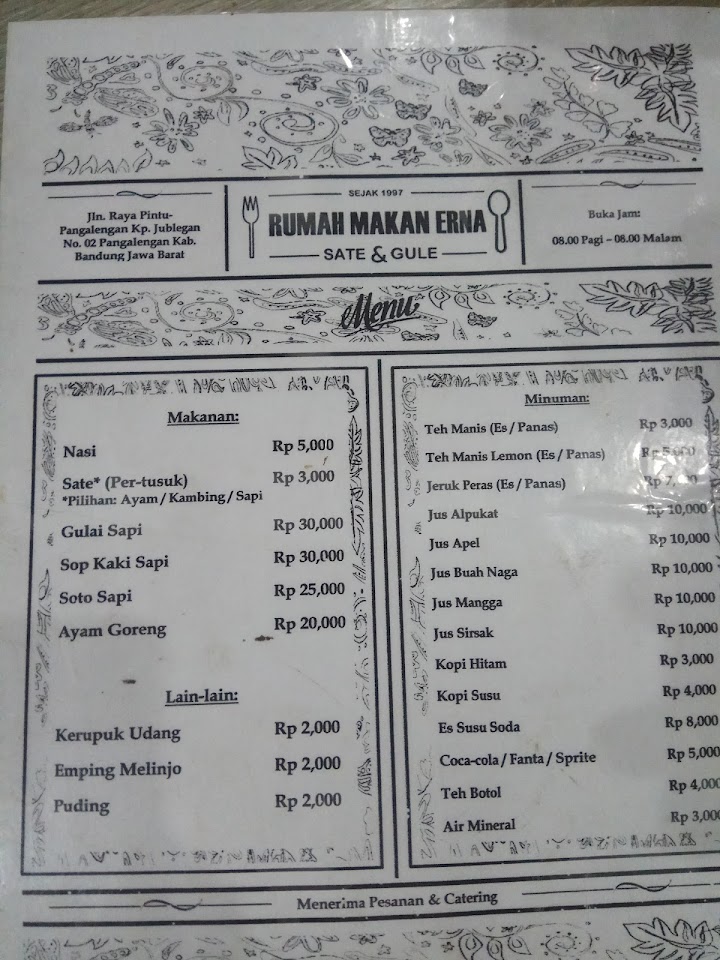 SEJAK 1997
RUMAH MAKAN ERNA
SATE & GULE
Jln. Raya Pintu-
Pangalengan Kp. Jublegan
No. 02 Pangalengan Kab.
Bandung Jawa Barat
Buka Jam:
08.00 Pagi – 08.00 Malam
Menu
Makanan:
Nasi Rp 5,000
Sate* (Per-tusuk) Rp 3,000
*Pilihan: Ayam / Kambing / Sapi
Gulai Sapi Rp 30,000
Sop Kaki Sapi Rp 30,000
Soto Sapi Rp 25,000
Ayam Goreng Rp 20,000
Lain-lain:
Kerupuk Udang Rp 2,000
Emping Melinjo Rp 2,000
Puding Rp 2,000
Minuman:
Teh Manis (Es / Panas) Rp 3,000
Teh Manis Lemon (Es / Panas) Rp 5,000
Jeruk Peras (Es / Panas) Rp 7,000
Jus Alpukat Rp 10,000
Jus Apel Rp 10,000
Jus Buah Naga Rp 10,000
Jus Mangga Rp 10,000
Jus Sirsak Rp 10,000
Kopi Hitam Rp 3,000
Kopi Susu Rp 4,000
Es Susu Soda Rp 8,000
Coca-cola / Fanta / Sprite Rp 5,000
Teh Botol Rp 4,000
Air Mineral Rp 3,000
Menerima Pesanan & Catering